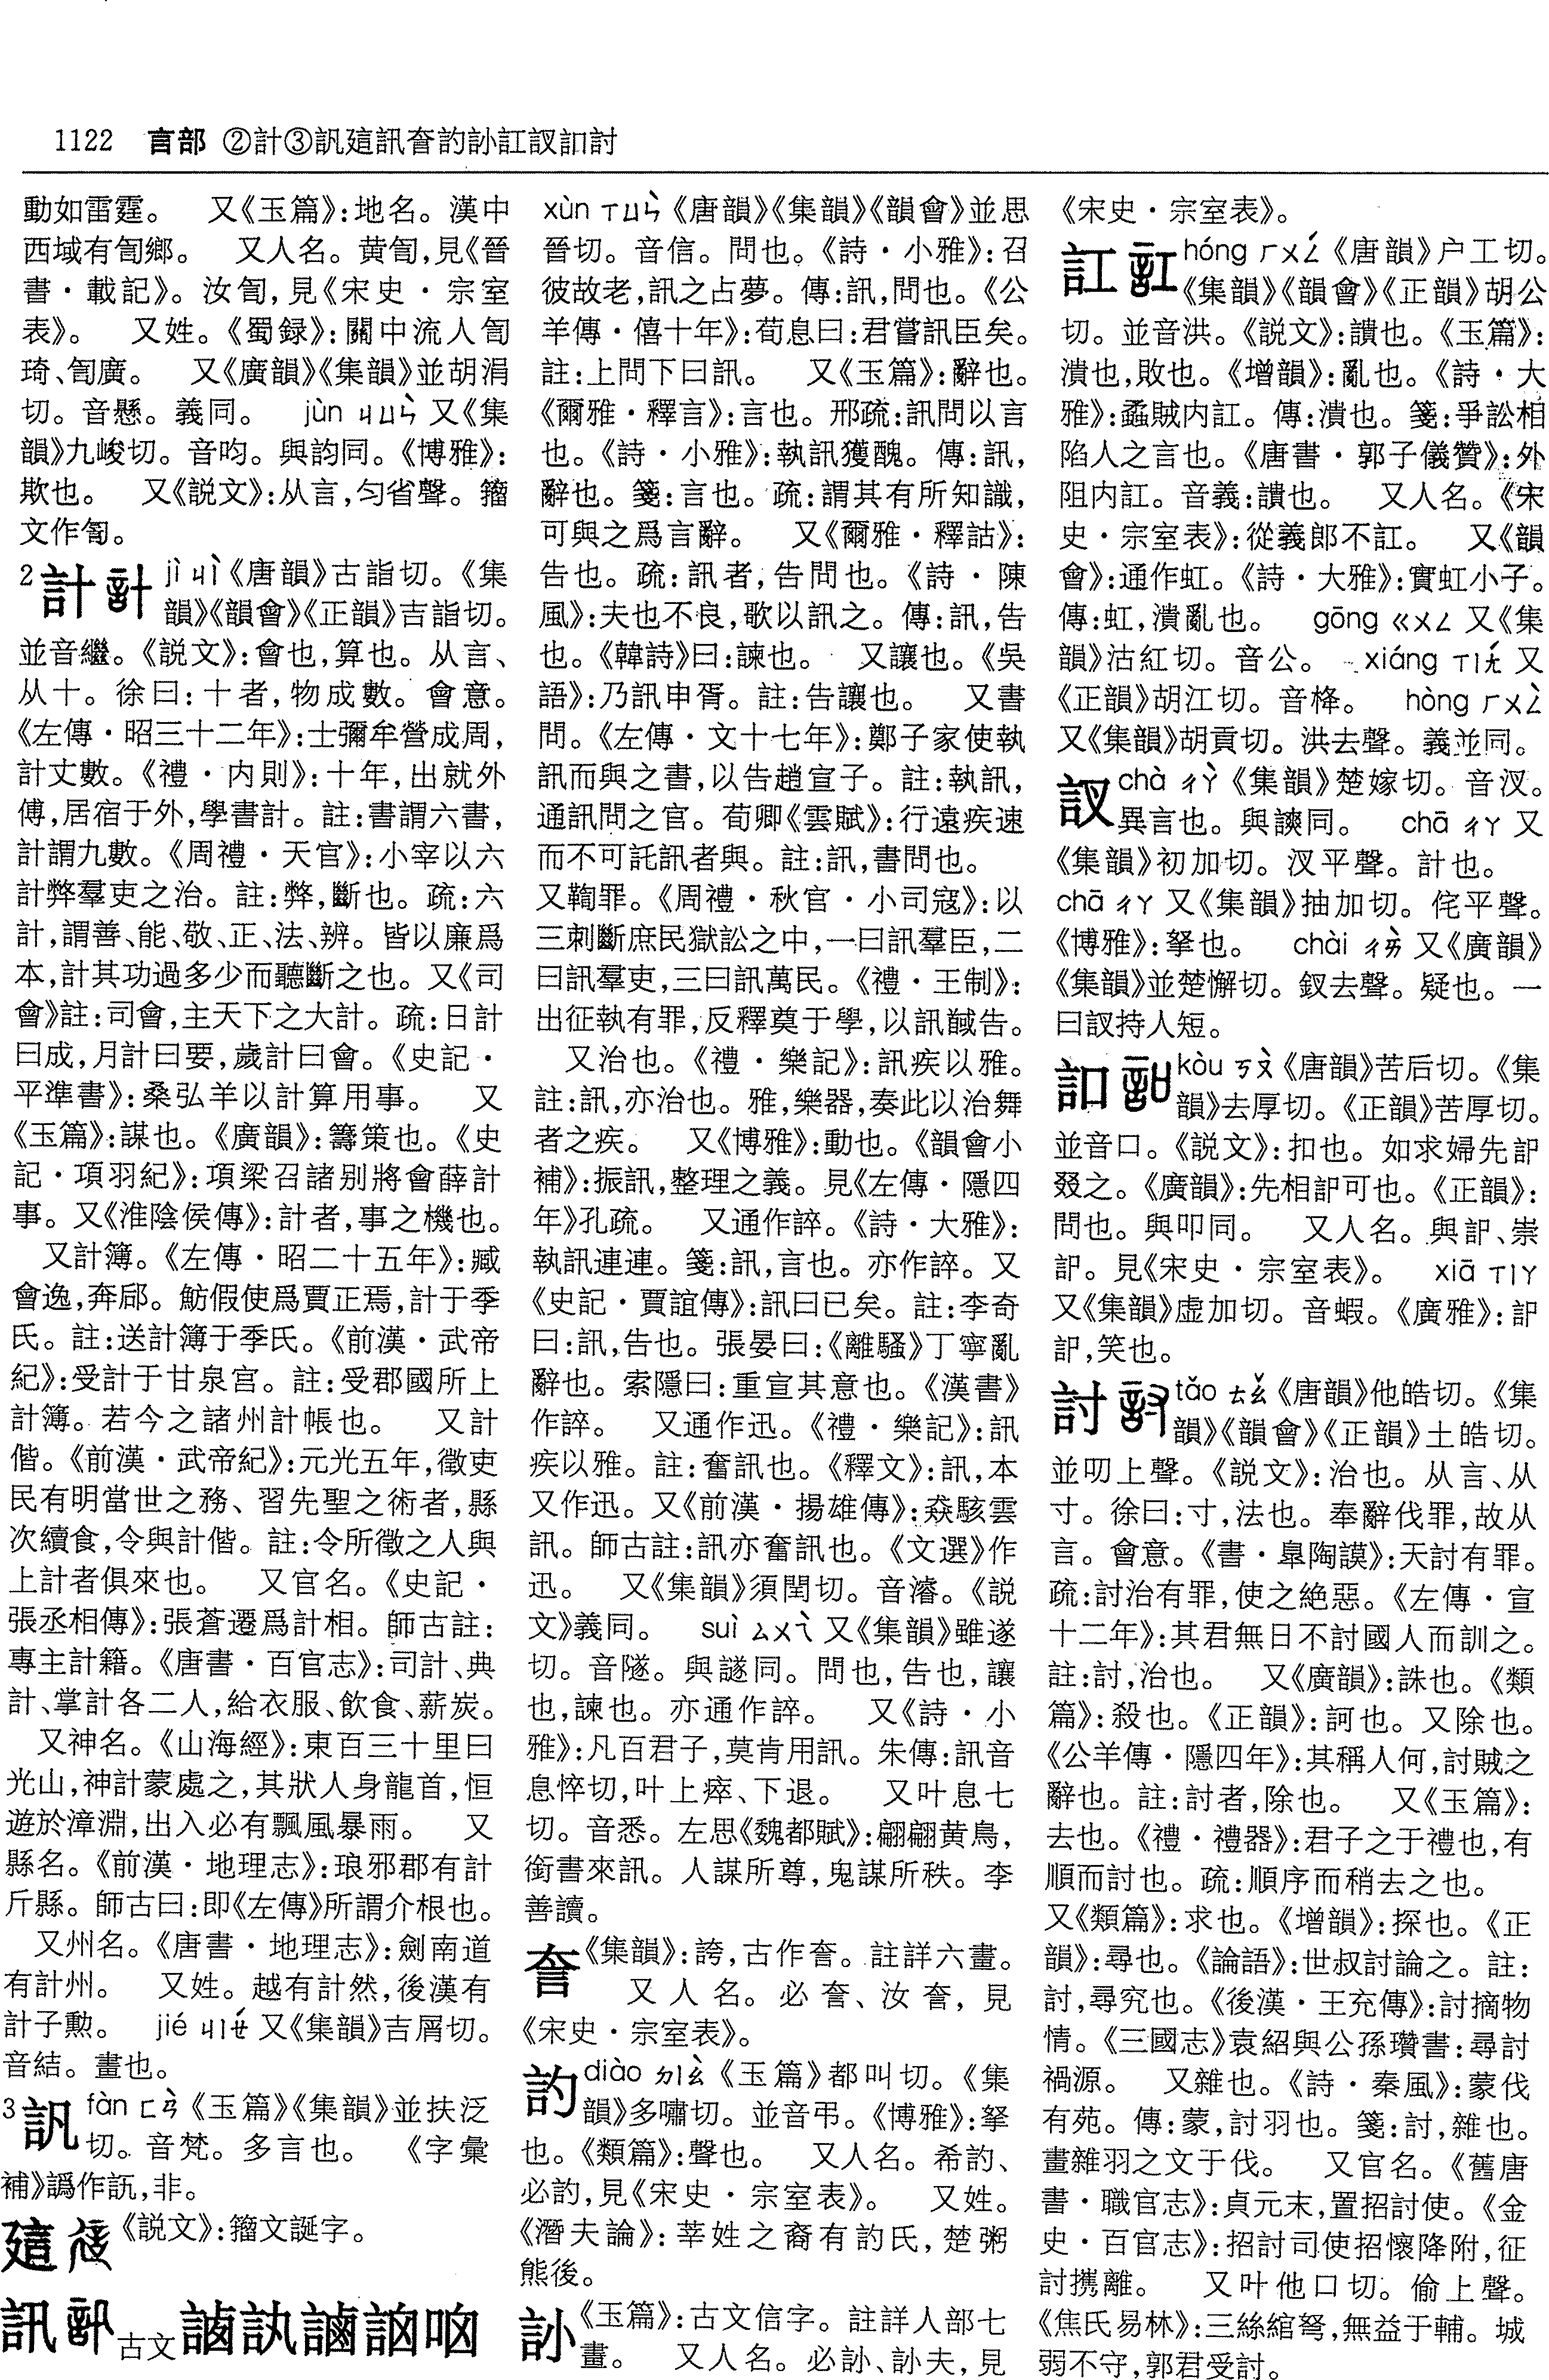 1122 言部 ②計③訉𧥧訊㚊訋訫訌訍訆討
動如雷霆。 又《玉篇》:地名。漢中
西域有訇鄉。 又人名。黄訇,見《晉
書·載記》。汝訇,見《宋史·宗室
表》。 又姓。《蜀録》:關中流人訇
琦、訇廣。 又《廣韻》《集韻》並胡涓
切。音懸。義同。 jùn ㄐㄩㄣˋ 又《集
韻》九峻切。音呁。與訽同。《博雅》:
欺也。 又《説文》:从言,匀省聲。籀
文作訇。
2計 計 jì ㄐㄧˋ《唐韻》古詣切。《集
韻》《韻會》《正韻》吉詣切。
並音繼。《説文》:會也,算也。从言、
从十。徐曰:十者,物成數。會意。
《左傳·昭三十二年》:士彌牟營成周,
計丈數。《禮·内則》:十年,出就外
傅,居宿于外,學書計。註:書謂六書,
計謂九數。《周禮·天官》:小宰以六
計弊羣吏之治。註:弊,斷也。疏:六
計,謂善、能、敬、正、法、辨。皆以廉爲
本,計其功過多少而聽斷之也。又《司
會》註:司會,主天下之大計。疏:日計
曰成,月計曰要,歲計曰會。《史記·
平準書》:桑弘羊以計算用事。 又
《玉篇》:謀也。《廣韻》:籌策也。《史
記·項羽紀》:項梁召諸别將會薛計
事。又《淮陰侯傳》:計者,事之機也。
又計簿。《左傳·昭二十五年》:臧
會逸,奔郈。魴假使爲賈正焉,計于季
氏。註:送計簿于季氏。《前漢·武帝
紀》:受計于甘泉宫。註:受郡國所上
計簿。若今之諸州計帳也。 又計
偕。《前漢·武帝紀》:元光五年,徵吏
民有明當世之務、習先聖之術者,縣
次續食,令與計偕。註:令所徵之人與
上計者俱來也。 又官名。《史記·
張丞相傳》:張蒼遷爲計相。師古註:
專主計籍。《唐書·百官志》:司計、典
計、掌計各二人,給衣服、飲食、薪炭。
又神名。《山海經》:東百三十里曰
光山,神計蒙處之,其狀人身龍首,恒
遊於漳淵,出入必有飄風暴雨。 又
縣名。《前漢·地理志》:琅邪郡有計
斤縣。師古曰:即《左傳》所謂介根也。
又州名。《唐書·地理志》:劍南道
有計州。 又姓。越有計然,後漢有
計子勲。 jié ㄐㄧㄝˊ 又《集韻》吉屑切。
音結。畫也。
3訉 fàn ㄈㄢˋ《玉篇》《集韻》並扶泛
切。音梵。多言也。 《字彙
補》譌作訅,非。
《説文》:籀文誕字。
訊 訊 古文
xùn ㄒㄩㄣˋ《唐韻》《集韻》《韻會》並思
晉切。音信。問也。《詩·小雅》:召
彼故老,訊之占夢。傳:訊,問也。《公
羊傳·僖十年》:荀息曰:君嘗訊臣矣。
註:上問下曰訊。 又《玉篇》:辭也。
《爾雅·釋言》:言也。邢疏:訊問以言
也。《詩·小雅》:執訊獲醜。傳:訊,
辭也。箋:言也。疏:謂其有所知識,
可與之爲言辭。 又《爾雅·釋詁》:
告也。疏:訊者,告問也。《詩·陳
風》:夫也不良,歌以訊之。傳:訊,告
也。《韓詩》曰:諫也。 又讓也。《吳
語》:乃訊申胥。註:告讓也。 又書
問。《左傳·文十七年》:鄭子家使執
訊而與之書,以告趙宣子。註:執訊,
通訊問之官。荀卿《雲賦》:行遠疾速
而不可託訊者與。註:訊,書問也。
又鞫罪。《周禮·秋官·小司寇》:以
三刺斷庶民獄訟之中,一曰訊羣臣,二
曰訊羣吏,三曰訊萬民。《禮·王制》:
出征執有罪,反釋奠于學,以訊馘告。
又治也。《禮·樂記》:訊疾以雅。
註:訊,亦治也。雅,樂器,奏此以治舞
者之疾。 又《博雅》:動也。《韻會小
補》:振訊,整理之義。見《左傳·隱四
年》孔疏。 又通作誶。《詩·大雅》:
執訊連連。箋:訊,言也。亦作誶。又
《史記·賈誼傳》:訊曰已矣。註:李奇
曰:訊,告也。張晏曰:《離騷》丁寧亂
辭也。索隱曰:重宣其意也。《漢書》
作誶。 又通作迅。《禮·樂記》:訊
疾以雅。註:奮訊也。《釋文》:訊,本
又作迅。又《前漢·揚雄傳》:猋駭雲
訊。師古註:訊亦奮訊也。《文選》作
迅。 又《集韻》須閏切。音濬。《説
文》義同。 suì ㄙㄨㄟˋ 又《集韻》雖遂
切。音隧。與誶同。問也,告也,讓
也,諫也。亦通作誶。 又《詩·小
雅》:凡百君子,莫肯用訊。朱傳:訊音
息悴切,叶上瘁、下退。 又叶息七
切。音悉。左思《魏都賦》:翩翩黄鳥,
銜書來訊。人謀所尊,鬼謀所秩。李
善讀。
《集韻》:誇,古作㚊。註詳六畫。
又人名。必㚊、汝㚊,見
《宋史·宗室表》。
訋 diào ㄉㄧㄠˋ《玉篇》都叫切。《集
韻》多嘯切。並音弔。《博雅》:拏
也。《類篇》:聲也。 又人名。希訋、
必訋,見《宋史·宗室表》。 又姓。
《潛夫論》:芈姓之裔有訋氏,楚粥
熊後。
《玉篇》:古文信字。註詳人部七
畫。 又人名。必訫、訫夫,見
《宋史·宗室表》。
訌 訌 hóng ㄏㄨㄥˊ《唐韻》户工切。
《集韻》《韻會》《正韻》胡公
切。並音洪。《説文》:讃也。《玉篇》:
潰也,敗也。《增韻》:亂也。《詩·大
雅》:蟊賊内訌。傳:潰也。箋:爭訟相
陷人之言也。《唐書·郭子儀贊》:外
阻内訌。音義:讃也。 又人名。《宋
史·宗室表》:從義郎不訌。 又《韻
會》:通作虹。《詩·大雅》:實虹小子。
傳:虹,潰亂也。 gōng ㄍㄨㄥ 又《集
韻》沽紅切。音公。 xiáng ㄒㄧㄤˊ 又
《正韻》胡江切。音栙。 hòng ㄏㄨㄥˋ
又《集韻》胡貢切。洪去聲。義並同。
訍 chà ㄔㄚˋ《集韻》楚嫁切。音汊。
異言也。與謉同。 chā ㄔㄚ 又
《集韻》初加切。汊平聲。計也。
chā ㄔㄚ 又《集韻》抽加切。侘平聲。
《博雅》:拏也。 chài ㄔㄞˋ 又《廣韻》
《集韻》並楚懈切。釵去聲。疑也。一
曰訍持人短。
訆 訆 kòu ㄎㄡˋ《唐韻》苦后切。《集
韻》去厚切。《正韻》苦厚切。
並音口。《説文》:扣也。如求婦先訆
叕之。《廣韻》:先相訆可也。《正韻》:
問也。與叩同。 又人名。與訆、崇
訆。見《宋史·宗室表》。 xiā ㄒㄧㄚ
又《集韻》虚加切。音蝦。《廣雅》:訆
訆,笑也。
討 討 tǎo ㄊㄠˇ《唐韻》他皓切。《集
韻》《韻會》《正韻》土皓切。
並叨上聲。《説文》:治也。从言、从
寸。徐曰:寸,法也。奉辭伐罪,故从
言。會意。《書·皋陶謨》:天討有罪。
疏:討治有罪,使之絶惡。《左傳·宣
十二年》:其君無日不討國人而訓之。
註:討,治也。 又《廣韻》:誅也。《類
篇》:殺也。《正韻》:訶也。又除也。
《公羊傳·隱四年》:其稱人何,討賊之
辭也。註:討者,除也。 又《玉篇》:
去也。《禮·禮器》:君子之于禮也,有
順而討也。疏:順序而稍去之也。
又《類篇》:求也。《增韻》:探也。《正
韻》:尋也。《論語》:世叔討論之。註:
討,尋究也。《後漢·王充傳》:討摘物
情。《三國志》袁紹與公孫瓚書:尋討
禍源。 又雜也。《詩·秦風》:蒙伐
有苑。傳:蒙,討羽也。箋:討,雜也。
畫雜羽之文于伐。 又官名。《舊唐
書·職官志》:貞元末,置招討使。《金
史·百官志》:招討司使招懷降附,征
討携離。 又叶他口切。偷上聲。
《焦氏易林》:三絲綰弩,無益于輔。城
弱不守,郭君受討。